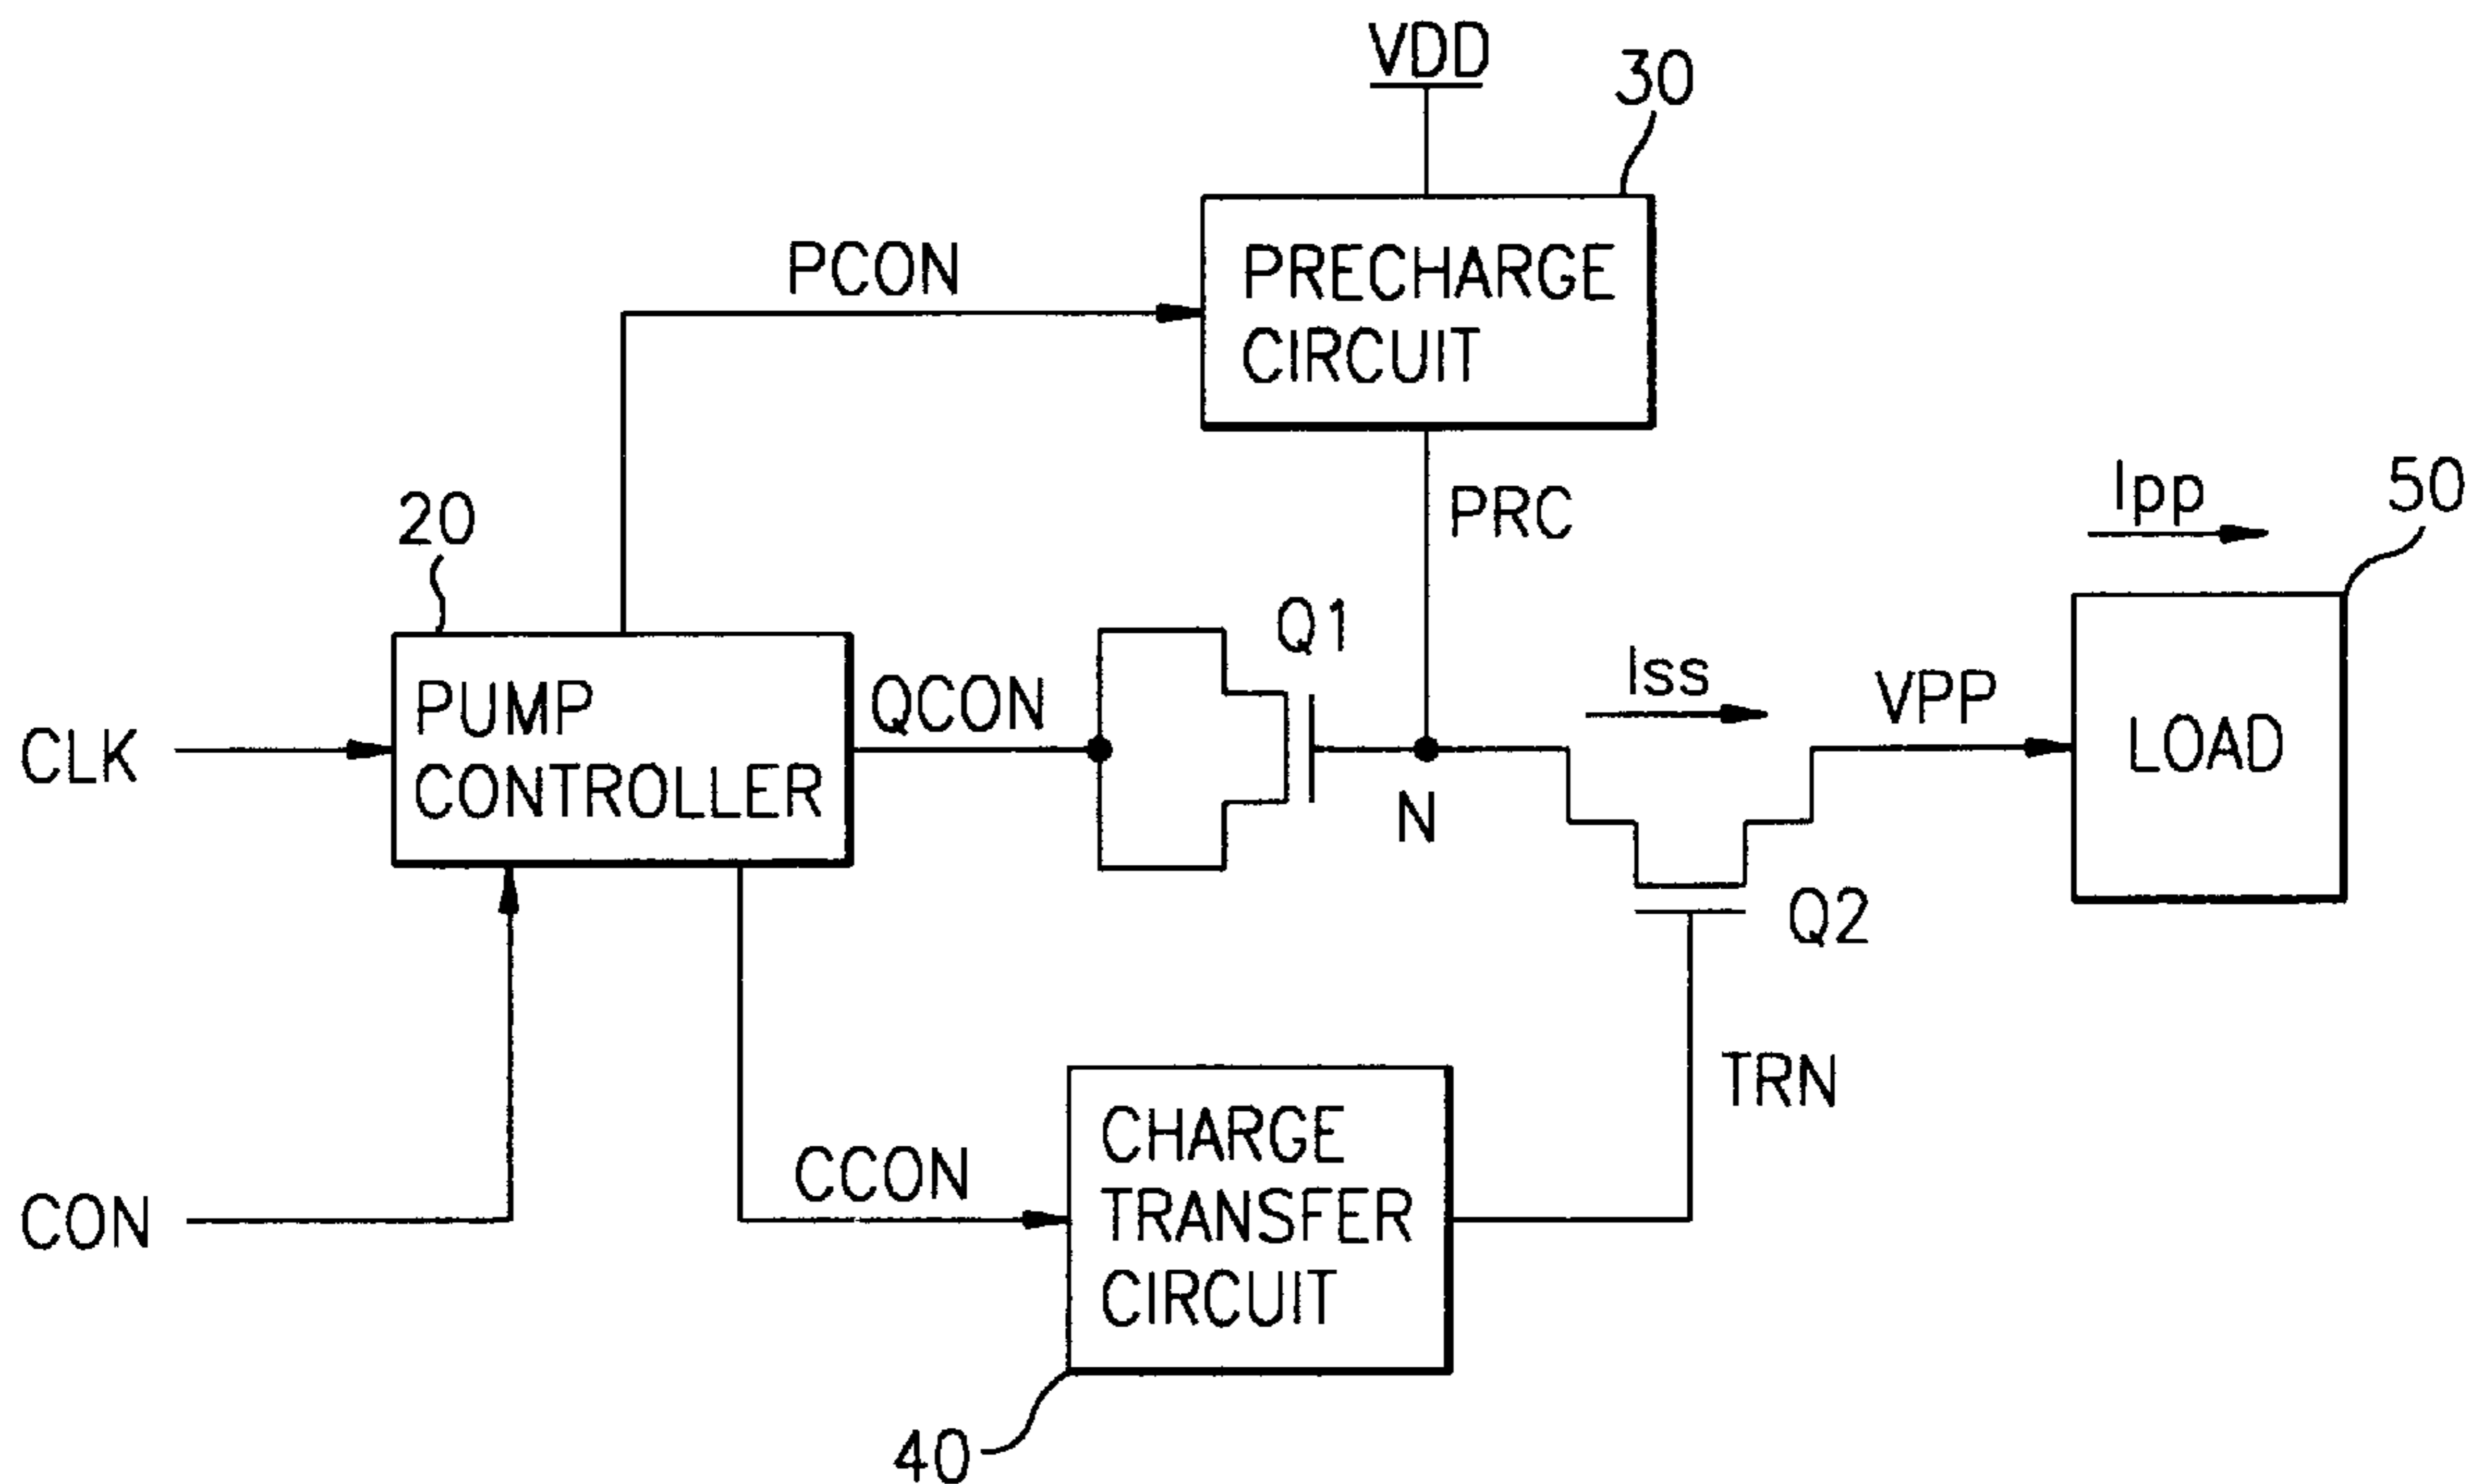 VDD
30
PCON
PRECHARGE
CIRCUIT
PRC
Ipp
50
20
Q1
Iss
VPP
CLK
PUMP
CONTROLLER
QCON
N
LOAD
Q2
TRN
CON
CCON
CHARGE
TRANSFER
CIRCUIT
40